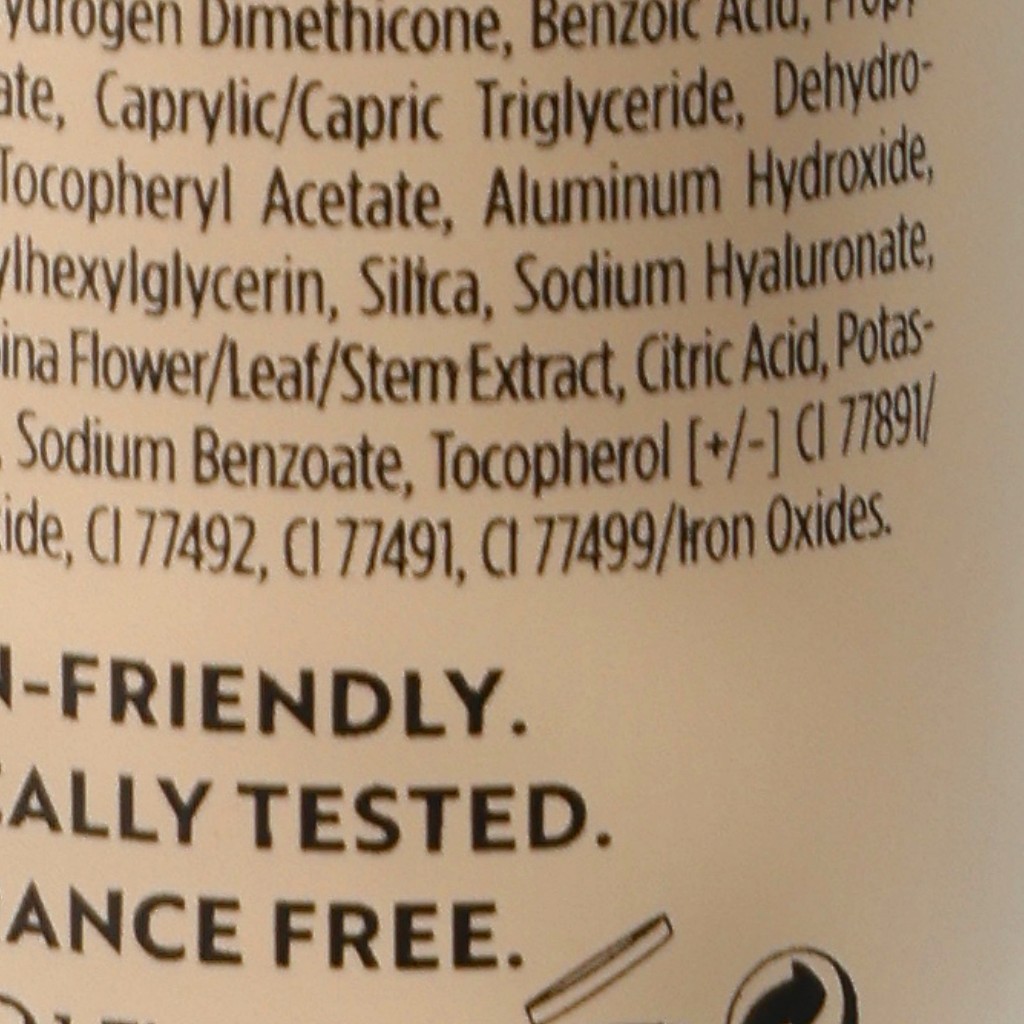 ydrogen Dimethicone, Benzoic Acid, Propy
ate, Caprylic/Capric Triglyceride, Dehydro-
Tocopheryl Acetate, Aluminum Hydroxide,
ylhexylglycerin, Silica, Sodium Hyaluronate,
ina Flower/Leaf/Stem Extract, Citric Acid, Potas-
, Sodium Benzoate, Tocopherol [+/-] CI 77891/
ide, CI 77492, CI 77491, CI 77499/Iron Oxides.
N-FRIENDLY.
CALLY TESTED.
ANCE FREE.